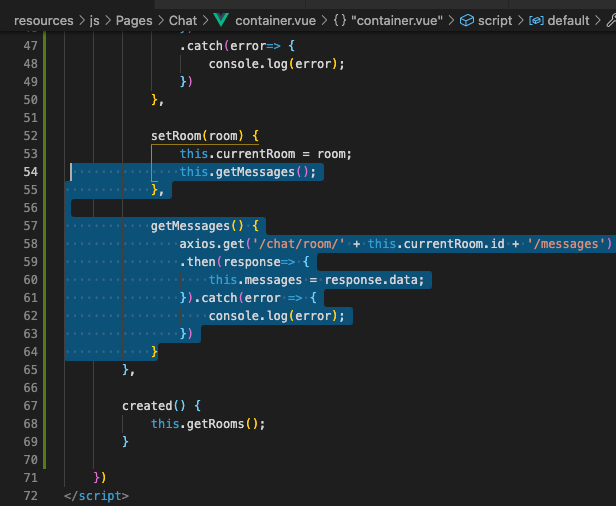 resources > js > Pages > Chat > container.vue > {} "container.vue" > script > default >
47 .catch(error=> {
48 console.log(error);
49 })
50 },
51
52 setRoom(room) {
53 this.currentRoom = room;
54 this.getMessages();
55 },
56
57 getMessages() {
58 axios.get('/chat/room/' + this.currentRoom.id + '/messages')
59 .then(response=> {
60 this.messages = response.data;
61 }).catch(error => {
62 console.log(error);
63 })
64 }
65 },
66
67 created() {
68 this.getRooms();
69 }
70
71 })
72 </script>